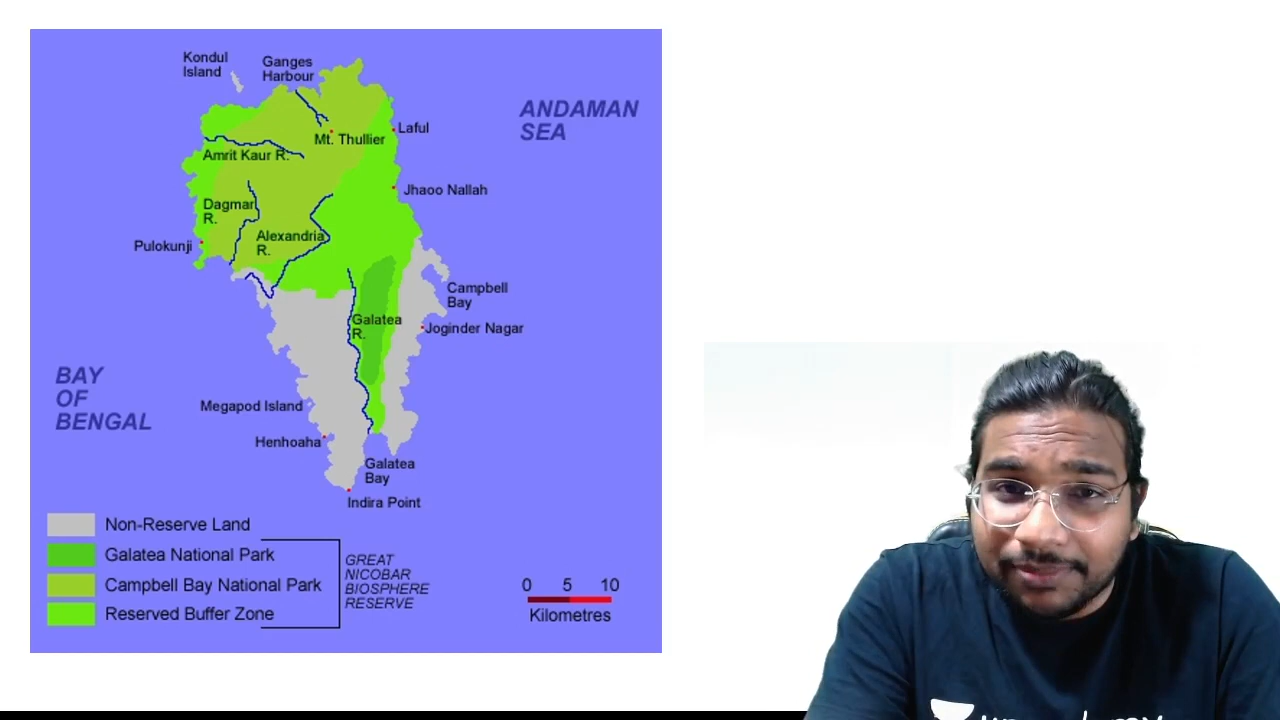 Kondul
Island
Ganges
Harbour
ANDAMAN
SEA
Laful
Mt. Thullier
Amrit Kaur R.
Jhaoo Nallah
Dagmar
R.
Alexandria
R.
Pulokunji
Campbell
Bay
Galatea
R.
Joginder Nagar
BAY
OF
BENGAL
Megapod Island
Henhoaha
Galatea
Bay
Indira Point
Non-Reserve Land
Galatea National Park
Campbell Bay National Park
Reserved Buffer Zone
GREAT
NICOBAR
BIOSPHERE
RESERVE
0 5 10
Kilometres